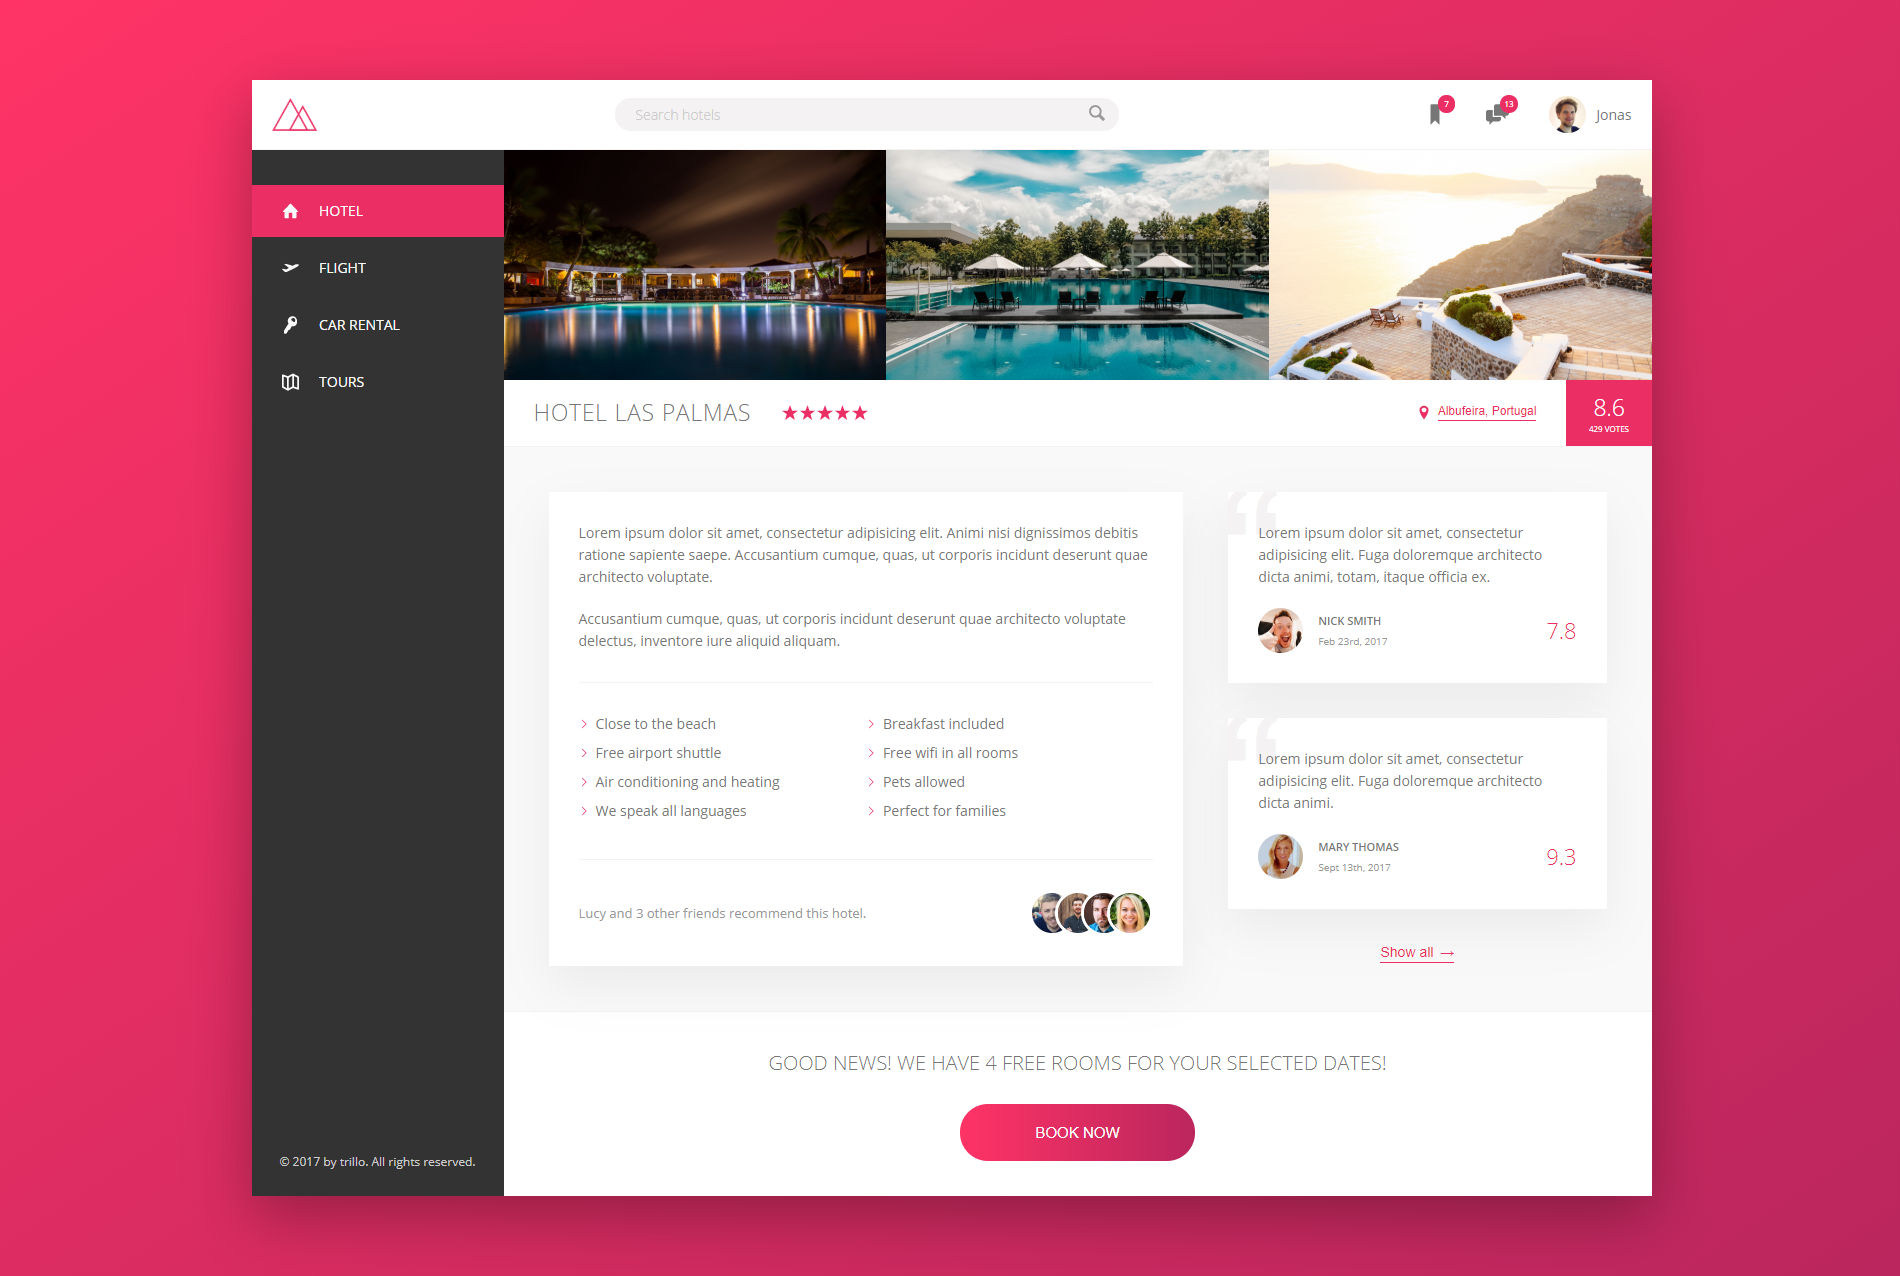 Search hotels
7
13
Jonas
HOTEL
FLIGHT
CAR RENTAL
TOURS
HOTEL LAS PALMAS
Albufeira, Portugal
8.6
429 VOTES
Lorem ipsum dolor sit amet, consectetur adipisicing elit. Animi nisi dignissimos debitis
ratione sapiente saepe. Accusantium cumque, quas, ut corporis incidunt deserunt quae
architecto voluptate.
Accusantium cumque, quas, ut corporis incidunt deserunt quae architecto voluptate
delectus, inventore iure aliquid aliquam.
Close to the beach
Breakfast included
Free airport shuttle
Free wifi in all rooms
Air conditioning and heating
Pets allowed
We speak all languages
Perfect for families
Lucy and 3 other friends recommend this hotel.
“
Lorem ipsum dolor sit amet, consectetur
adipisicing elit. Fuga doloremque architecto
dicta animi, totam, itaque officia ex.
NICK SMITH
Feb 23rd, 2017
7.8
“
Lorem ipsum dolor sit amet, consectetur
adipisicing elit. Fuga doloremque architecto
dicta animi.
MARY THOMAS
Sept 13th, 2017
9.3
Show all →
GOOD NEWS! WE HAVE 4 FREE ROOMS FOR YOUR SELECTED DATES!
BOOK NOW
© 2017 by trillo. All rights reserved.